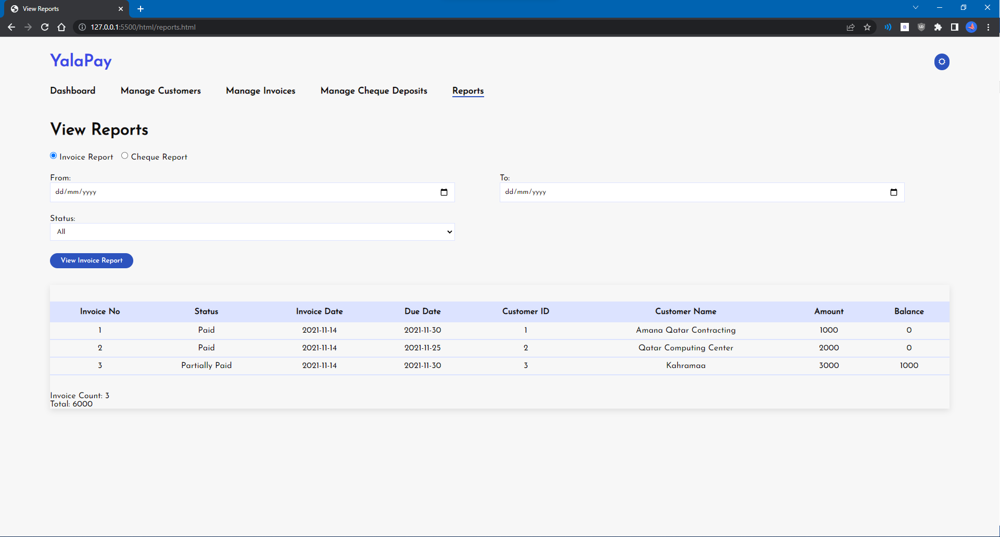 View Reports
127.0.0.1:5500/html/reports.html
YalaPay
Dashboard Manage Customers Manage Invoices Manage Cheque Deposits Reports
View Reports
Invoice Report Cheque Report
From: To:
dd/mm/yyyy dd/mm/yyyy
Status:
All
View Invoice Report
Invoice No Status Invoice Date Due Date Customer ID Customer Name Amount Balance
1 Paid 2021-11-14 2021-11-30 1 Amana Qatar Contracting 1000 0
2 Paid 2021-11-14 2021-11-25 2 Qatar Computing Center 2000 0
3 Partially Paid 2021-11-14 2021-11-30 3 Kahramaa 3000 1000
Invoice Count: 3
Total: 6000